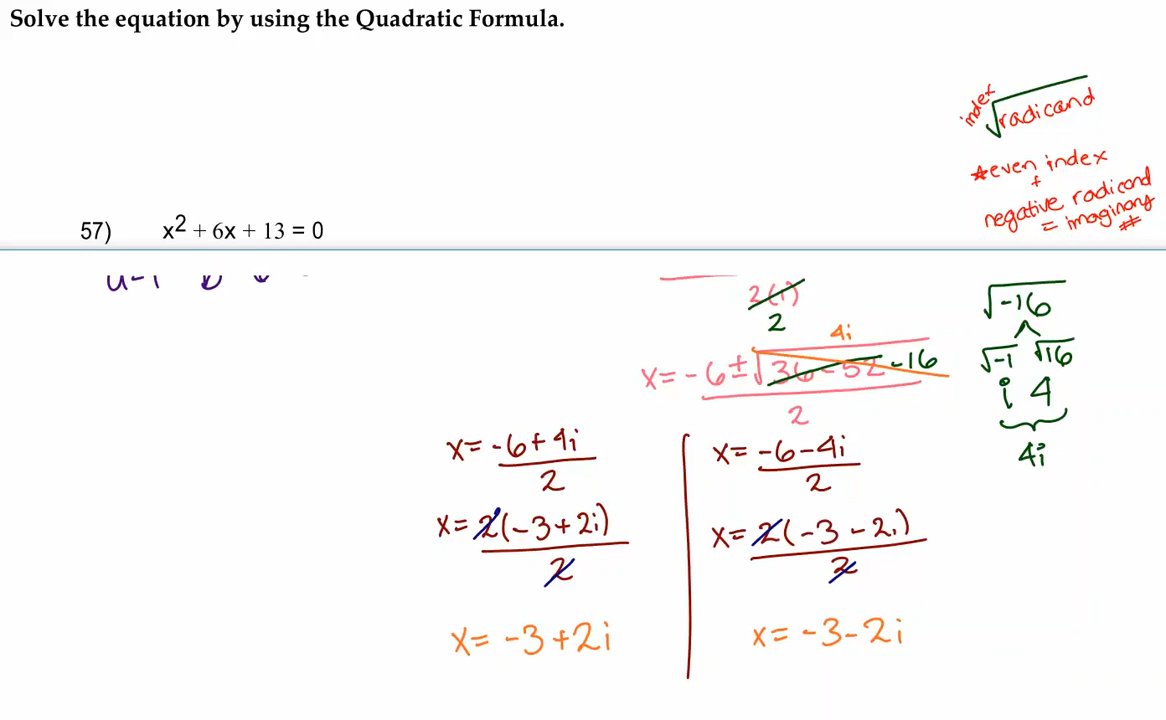 Solve the equation by using the Quadratic Formula.
index √radicand
*even index
+
negative radicand
= imaginary #
57) x² + 6x + 13 = 0
2(1)
2
√-16
√-1 √16
i 4
4i
4i
x= -6 ± √36 - 52 -16
2
x= -6+4i
2
x= 2(-3+2i)
2
x= -3+2i
x= -6-4i
2
x= 2(-3-2i)
2
x= -3-2i